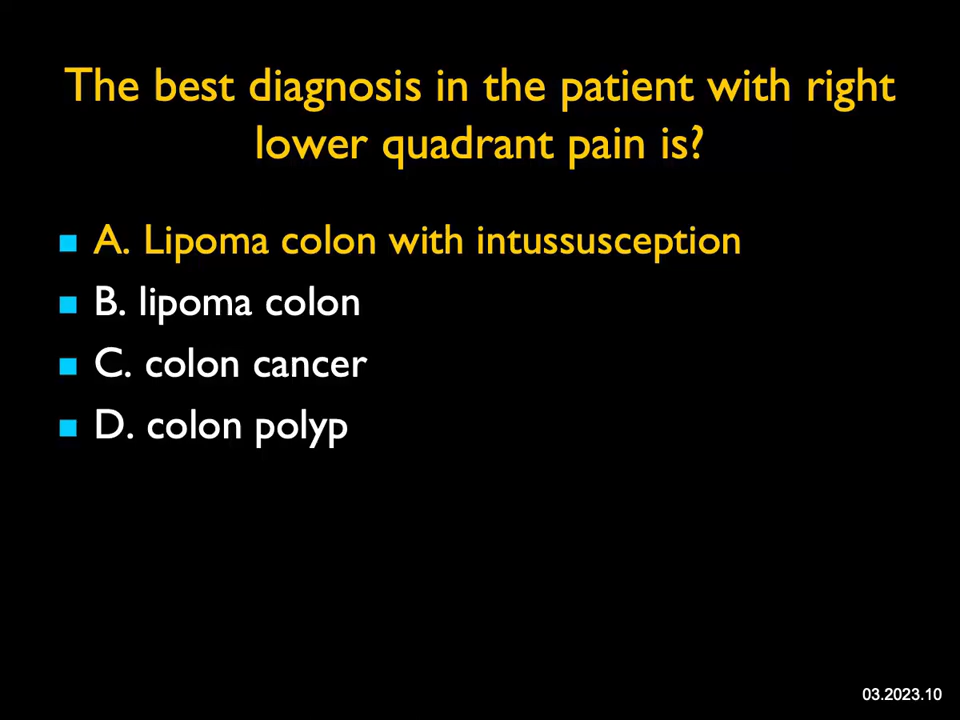 The best diagnosis in the patient with right
lower quadrant pain is?
A. Lipoma colon with intussusception
B. lipoma colon
C. colon cancer
D. colon polyp
03.2023.10